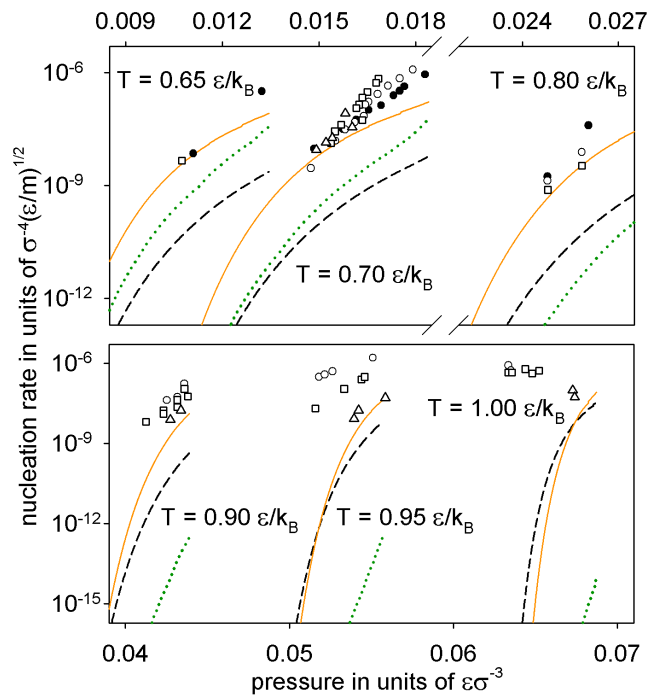 0.009 0.012 0.015 0.018 0.024 0.027
10⁻⁶
T = 0.65 ε/k_B
T = 0.80 ε/k_B
10⁻⁹
T = 0.70 ε/k_B
10⁻¹²
nucleation rate in units of σ⁻⁴(ε/m)¹ᐟ²
10⁻⁶
T = 1.00 ε/k_B
10⁻⁹
T = 0.90 ε/k_B T = 0.95 ε/k_B
10⁻¹²
10⁻¹⁵
0.04 0.05 0.06 0.07
pressure in units of εσ⁻³